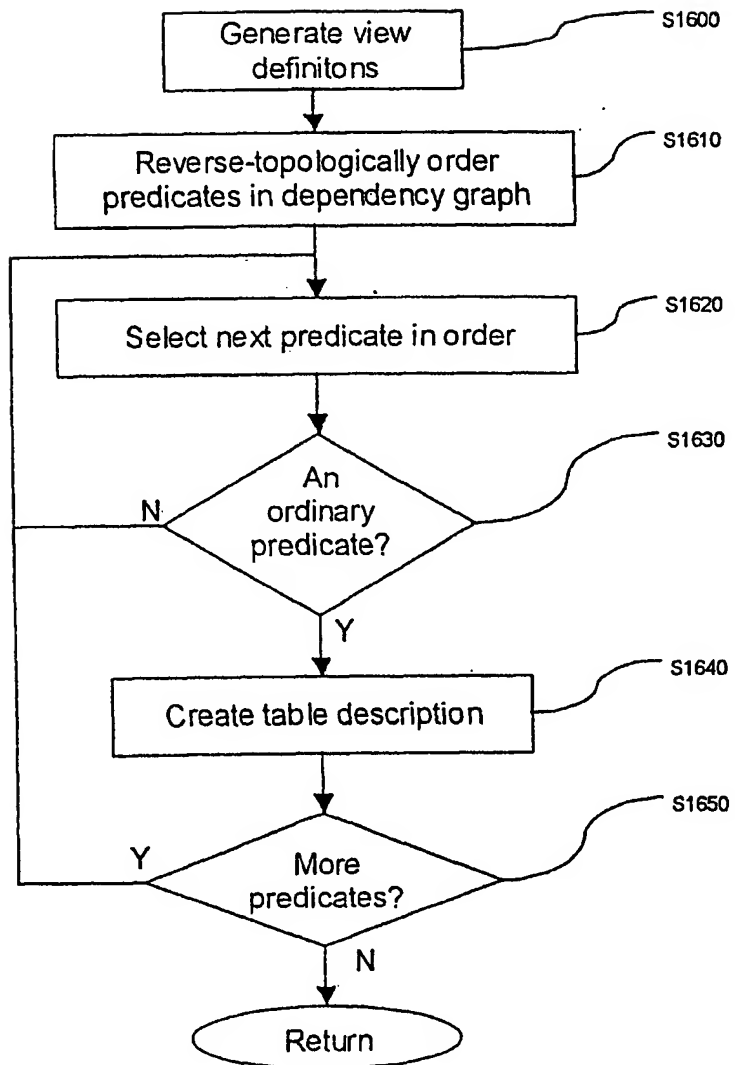 Generate view
definitons
S1600
Reverse-topologically order
predicates in dependency graph
S1610
Select next predicate in order
S1620
An
ordinary
predicate?
S1630
N
Y
Create table description
S1640
More
predicates?
S1650
Y
N
Return